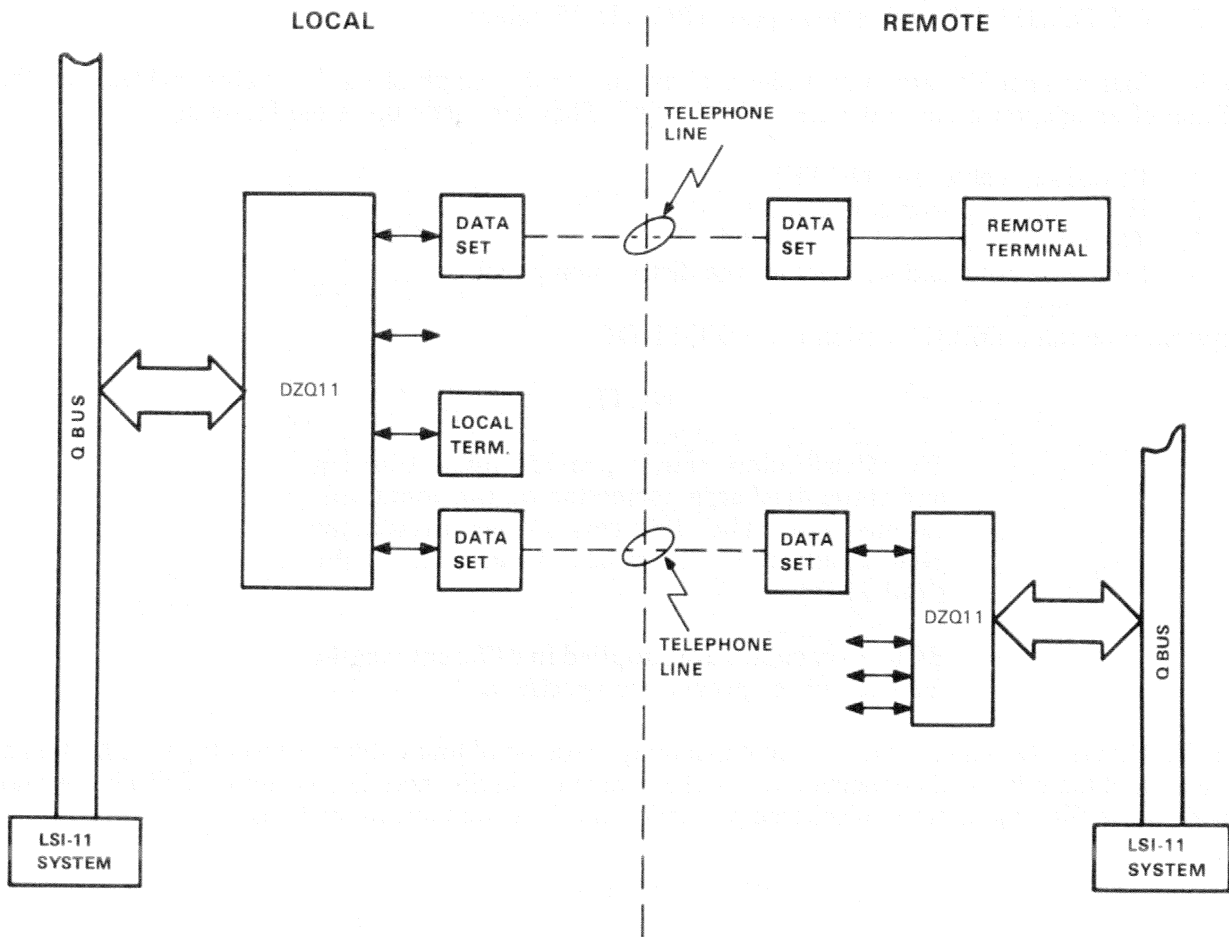 LOCAL
REMOTE
TELEPHONE
LINE
DATA
SET
DATA
SET
REMOTE
TERMINAL
Q BUS
DZQ11
LOCAL
TERM.
DATA
SET
DATA
SET
DZQ11
Q BUS
TELEPHONE
LINE
LSI-11
SYSTEM
LSI-11
SYSTEM